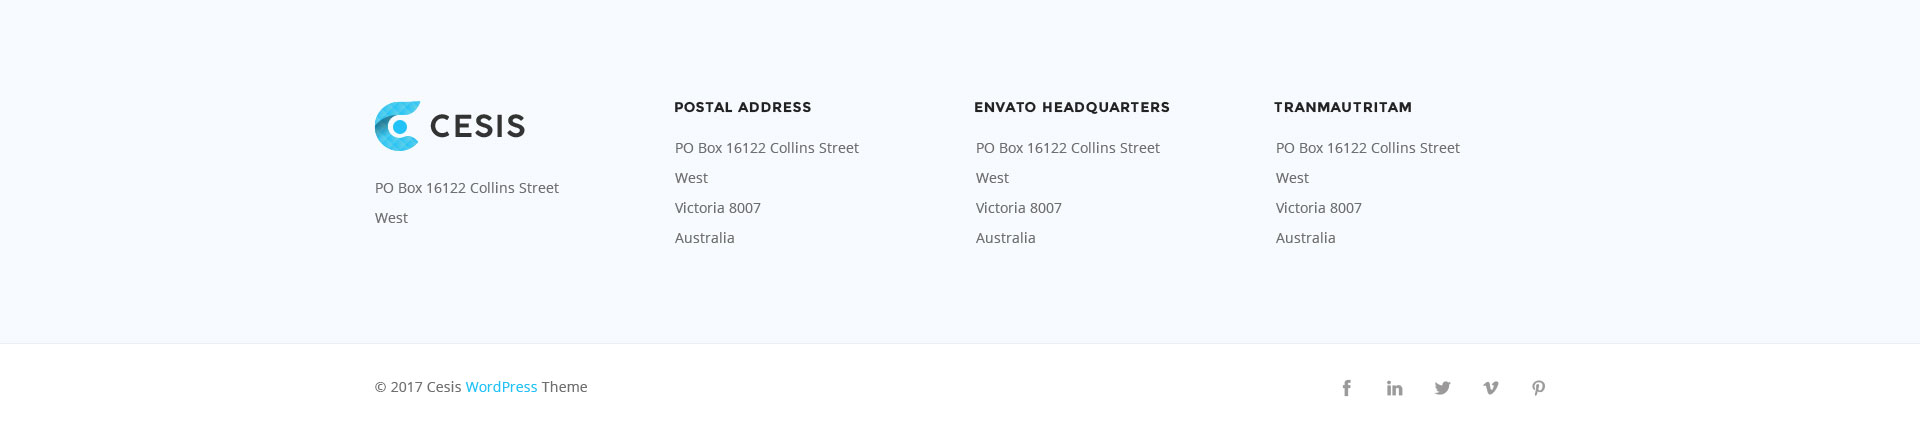 CESIS
PO Box 16122 Collins Street
West
POSTAL ADDRESS
PO Box 16122 Collins Street
West
Victoria 8007
Australia
ENVATO HEADQUARTERS
PO Box 16122 Collins Street
West
Victoria 8007
Australia
TRANMAUTRITAM
PO Box 16122 Collins Street
West
Victoria 8007
Australia
© 2017 Cesis WordPress Theme